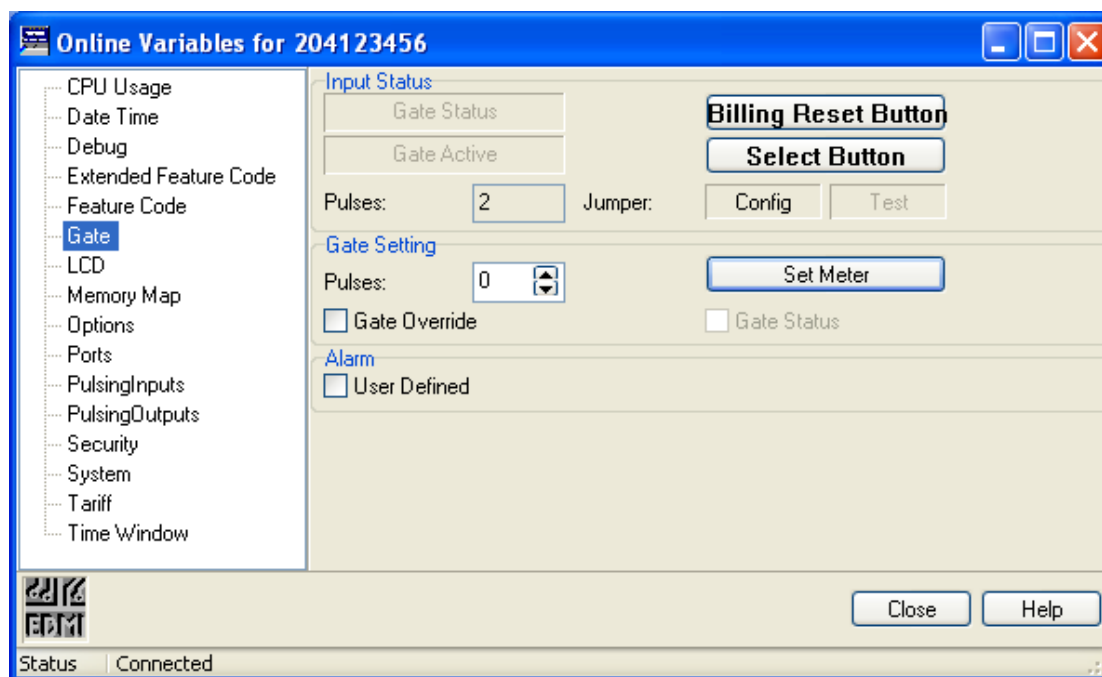 Online Variables for 204123456
CPU Usage
Date Time
Debug
Extended Feature Code
Feature Code
Gate
LCD
Memory Map
Options
Ports
PulsingInputs
PulsingOutputs
Security
System
Tariff
Time Window
Input Status
Gate Status
Billing Reset Button
Gate Active
Select Button
Pulses: 2 Jumper: Config Test
Gate Setting
Pulses: 0 Set Meter
Gate Override Gate Status
Alarm
User Defined
EDMI
Close Help
Status Connected